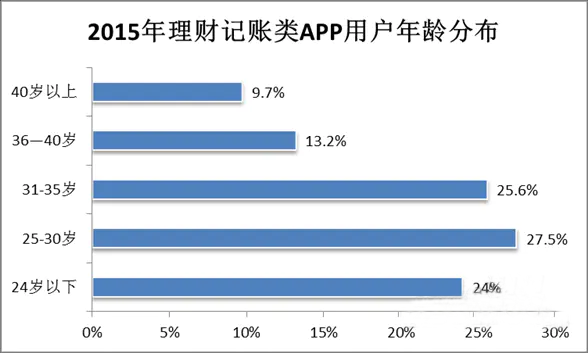 2015年理财记账类APP用户年龄分布
40岁以上 9.7%
36—40岁 13.2%
31-35岁 25.6%
25-30岁 27.5%
24岁以下 24%
0% 5% 10% 15% 20% 25% 30%